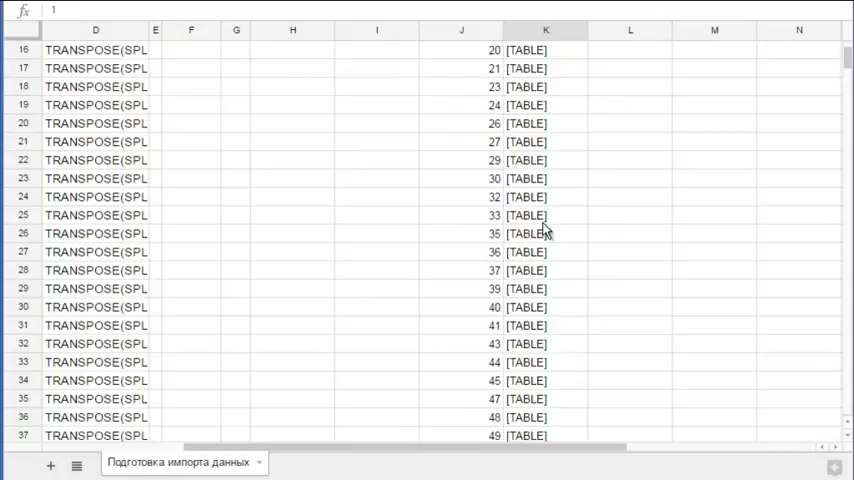 fx 1
D E F G H I J K L M N
16 TRANSPOSE(SPL 20 [TABLE]
17 TRANSPOSE(SPL 21 [TABLE]
18 TRANSPOSE(SPL 23 [TABLE]
19 TRANSPOSE(SPL 24 [TABLE]
20 TRANSPOSE(SPL 26 [TABLE]
21 TRANSPOSE(SPL 27 [TABLE]
22 TRANSPOSE(SPL 29 [TABLE]
23 TRANSPOSE(SPL 30 [TABLE]
24 TRANSPOSE(SPL 32 [TABLE]
25 TRANSPOSE(SPL 33 [TABLE]
26 TRANSPOSE(SPL 35 [TABLE]
27 TRANSPOSE(SPL 36 [TABLE]
28 TRANSPOSE(SPL 37 [TABLE]
29 TRANSPOSE(SPL 39 [TABLE]
30 TRANSPOSE(SPL 40 [TABLE]
31 TRANSPOSE(SPL 41 [TABLE]
32 TRANSPOSE(SPL 43 [TABLE]
33 TRANSPOSE(SPL 44 [TABLE]
34 TRANSPOSE(SPL 45 [TABLE]
35 TRANSPOSE(SPL 47 [TABLE]
36 TRANSPOSE(SPL 48 [TABLE]
37 TRANSPOSE(SPL 49 [TABLE]
Подготовка импорта данных